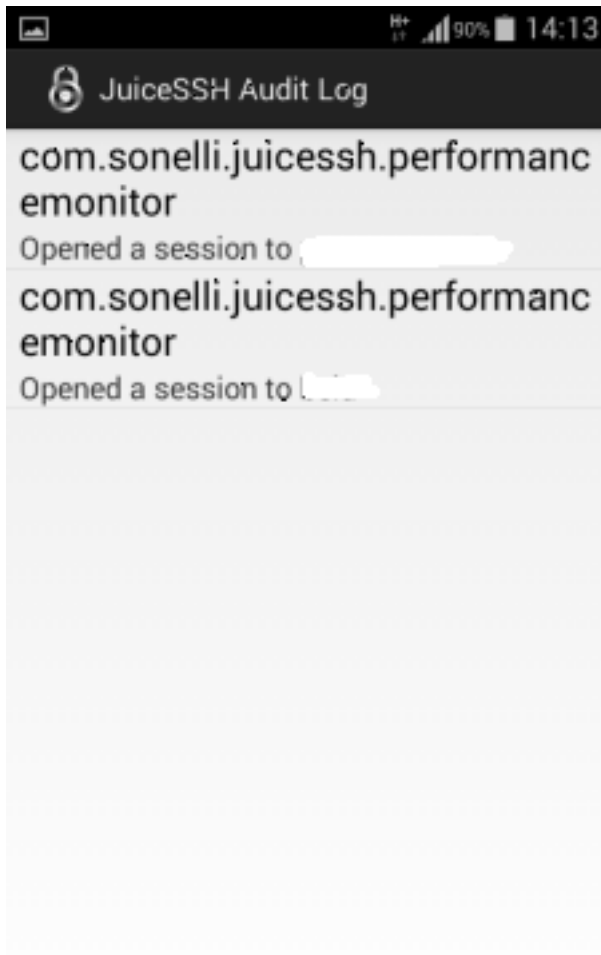 H+ 90% 14:13
JuiceSSH Audit Log
com.sonelli.juicessh.performanc
emonitor
Opened a session to
com.sonelli.juicessh.performanc
emonitor
Opened a session to